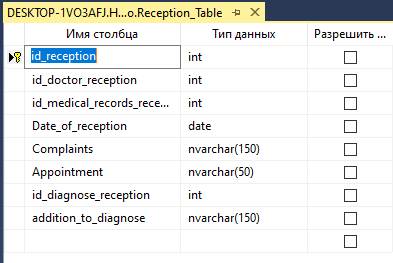 DESKTOP-1VO3AFJ.H...o.Reception_Table
Имя столбца Тип данных Разрешить ...
id_reception int
id_doctor_reception int
id_medical_records_rece... int
Date_of_reception date
Complaints nvarchar(150)
Appointment nvarchar(50)
id_diagnose_reception int
addition_to_diagnose nvarchar(150)